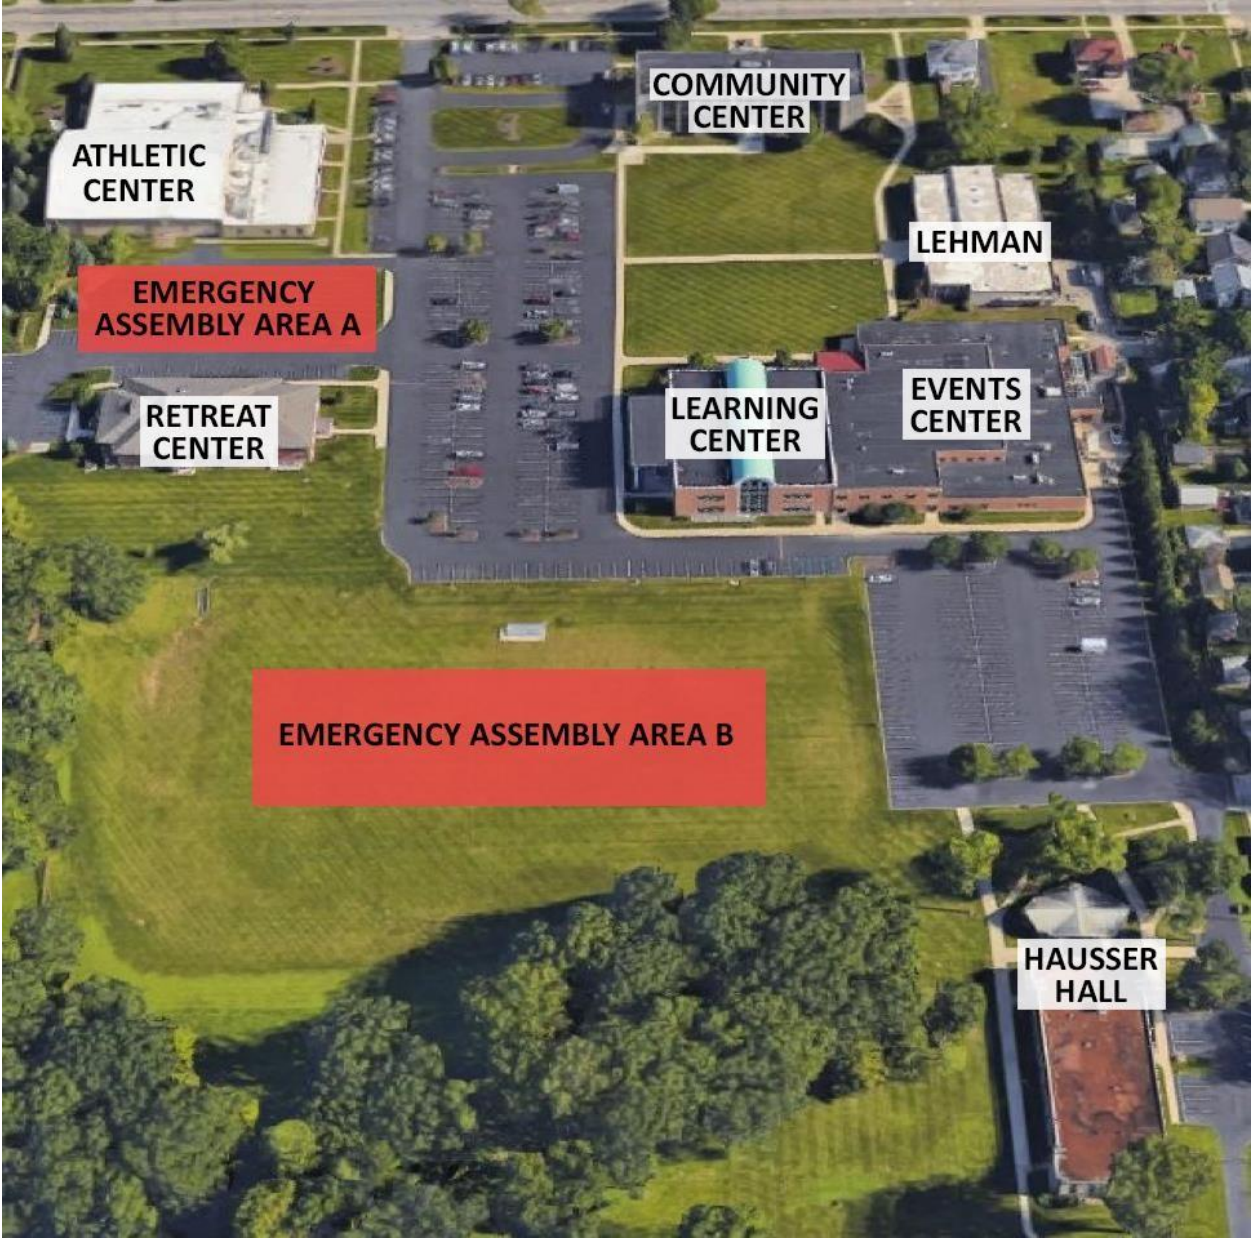 COMMUNITY
CENTER
ATHLETIC
CENTER
LEHMAN
EMERGENCY
ASSEMBLY AREA A
RETREAT
CENTER
LEARNING
CENTER
EVENTS
CENTER
EMERGENCY ASSEMBLY AREA B
HAUSSER
HALL